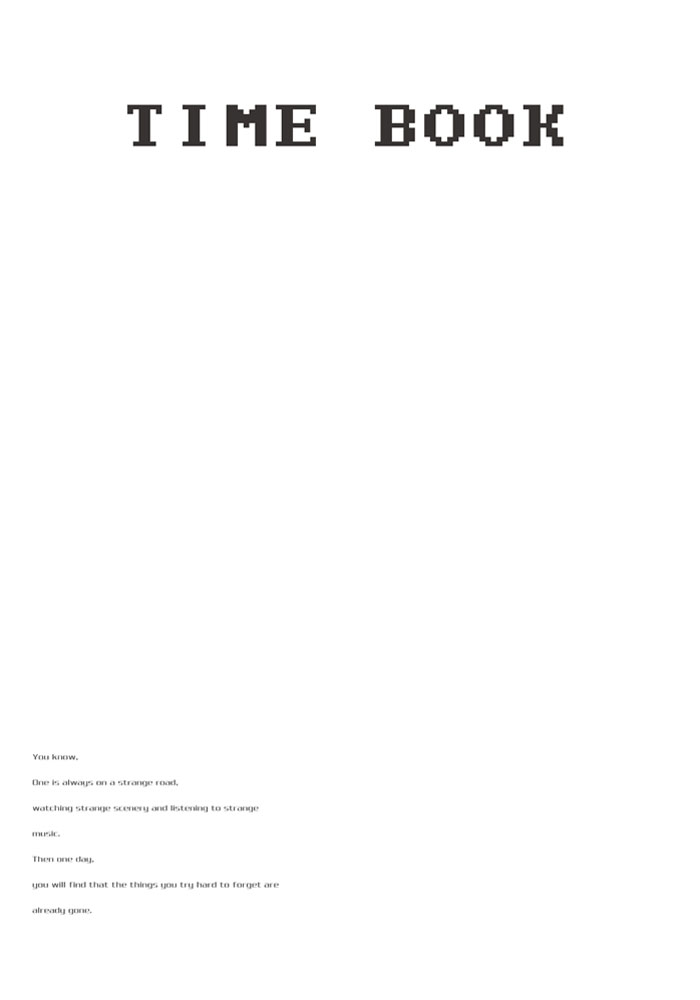 TIME BOOK
You know,
One is always on a strange road,
watching strange scenery and listening to strange
music.
Then one day,
you will find that the things you try hard to forget are
already gone.